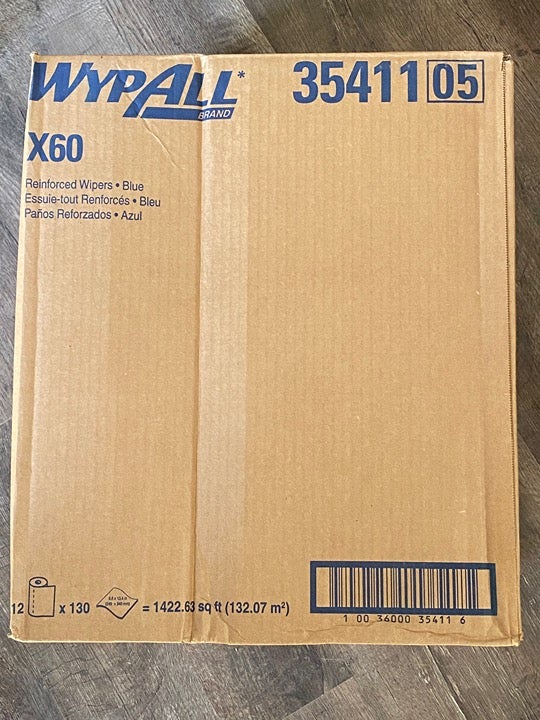 WYPALL*
BRAND
35411 05
X60
Reinforced Wipers • Blue
Essuie-tout Renforcés • Bleu
Paños Reforzados • Azul
12 x 130 = 1422.63 sq ft (132.07 m²)
1 00 36000 35411 6